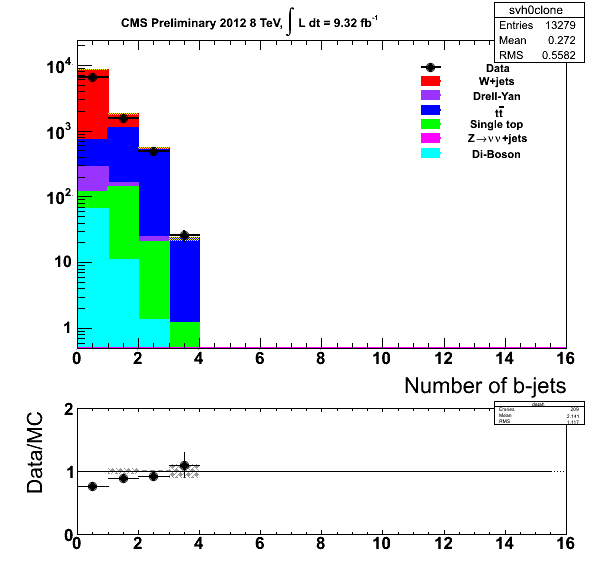 CMS Preliminary 2012 8 TeV, ∫ L dt = 9.32 fb⁻¹
svh0clone
Entries 13279
Mean 0.272
RMS 0.5582
Data
W+jets
Drell-Yan
tt̅
Single top
Z→νν+jets
Di-Boson
10⁴
10³
10²
10
1
0 2 4 6 8 10 12 14 16
Number of b-jets
Data/MC
2
1
0
Entries 209
Mean 2.141
RMS 1.117
0 2 4 6 8 10 12 14 16